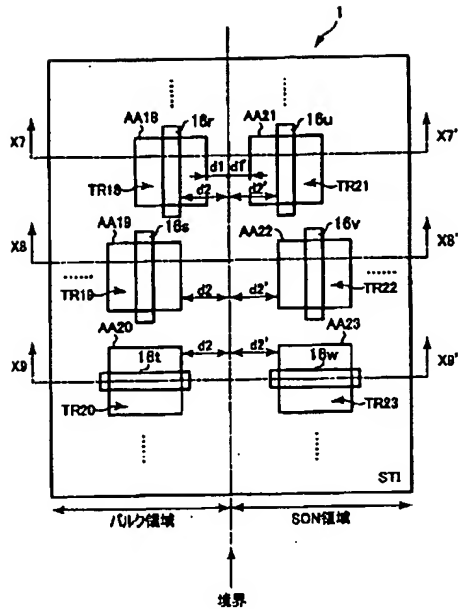 1
AA18 16r AA21 16u
X7 X7'
d1 d1'
TR18 d2 d2' TR21
AA19 16s AA22 16v
X8 X8'
TR19 d2 d2' TR22
AA20 AA23
16t d2 d2' 16w
X9 X9'
TR20 TR23
STI
バルク領域 SON領域
境界